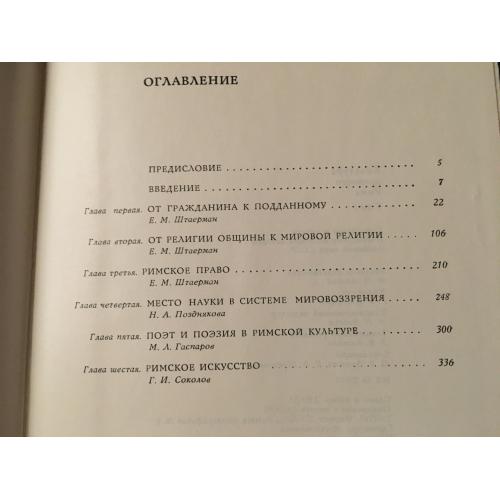 ОГЛАВЛЕНИЕ
ПРЕДИСЛОВИЕ . . . . . . . . . . . . . . . . . . . . . . . . . . . . 5
ВВЕДЕНИЕ . . . . . . . . . . . . . . . . . . . . . . . . . . . . . . . 7
Глава первая. ОТ ГРАЖДАНИНА К ПОДДАННОМУ . . . . . . . . . . . . 22
Е. М. Штаерман
Глава вторая. ОТ РЕЛИГИИ ОБЩИНЫ К МИРОВОЙ РЕЛИГИИ . . . . . 106
Е. М. Штаерман
Глава третья. РИМСКОЕ ПРАВО . . . . . . . . . . . . . . . . . . . . . . . . . . . 210
Е. М. Штаерман
Глава четвертая. МЕСТО НАУКИ В СИСТЕМЕ МИРОВОЗЗРЕНИЯ . . . . . 248
Н. А. Позднякова
Глава пятая. ПОЭТ И ПОЭЗИЯ В РИМСКОЙ КУЛЬТУРЕ . . . . . . . . . 300
М. Л. Гаспаров
Глава шестая. РИМСКОЕ ИСКУССТВО . . . . . . . . . . . . . . . . . . . . . . . 336
Г. И. Соколов